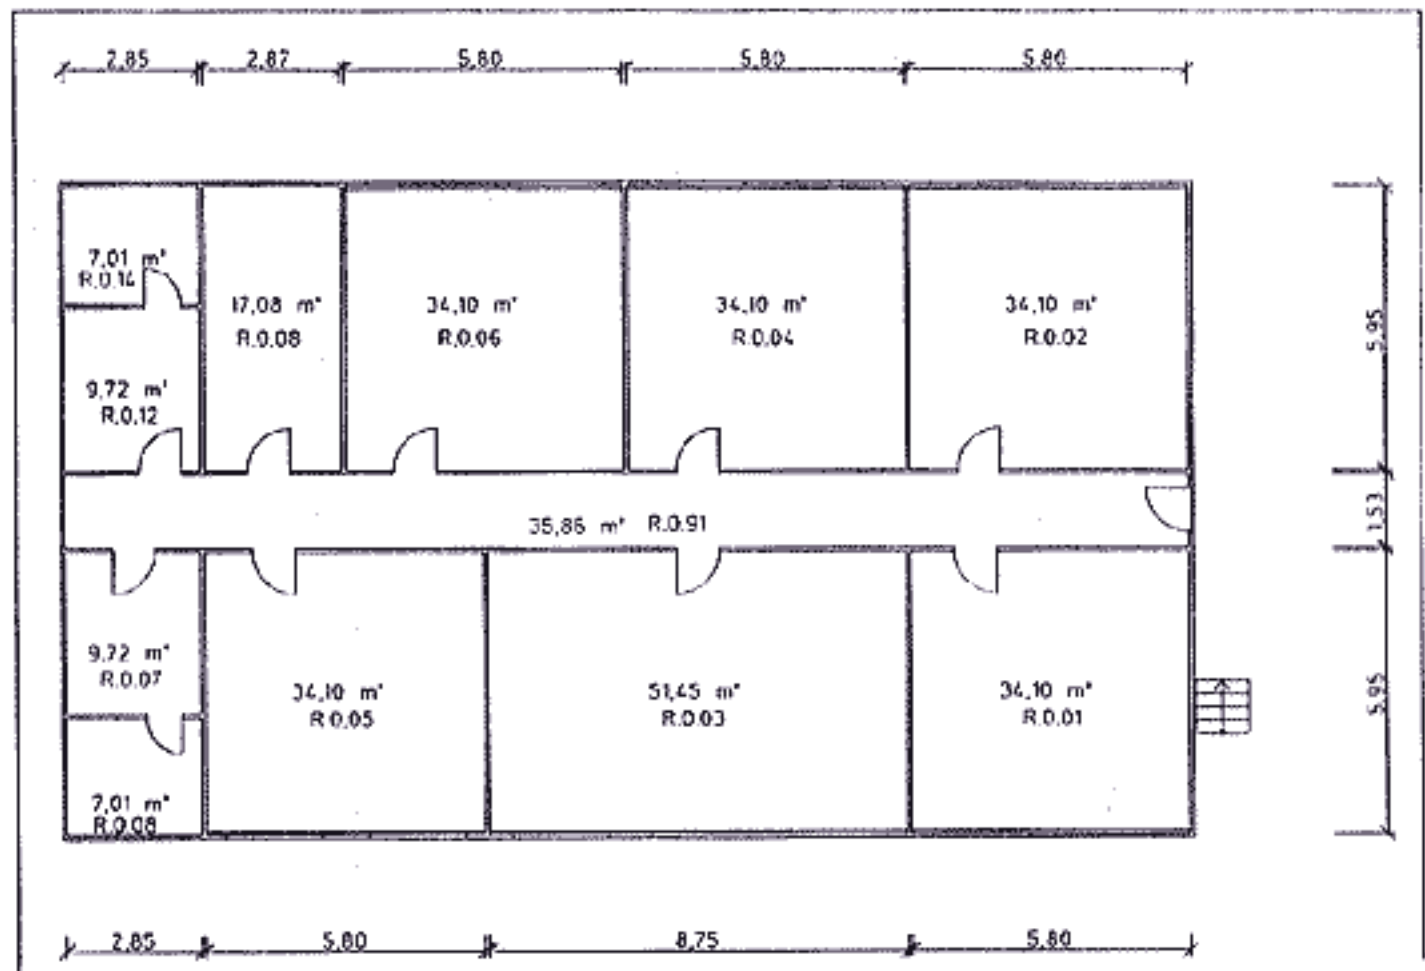 2,85 2,87 5,80 5,80 5,80
7,01 m²
R.0.14
17,08 m²
R.0.08
34,10 m²
R.0.06
34,10 m²
R.0.04
34,10 m²
R.0.02
5,95
9,72 m²
R.0.12
35,86 m² R.0.91
1,53
9,72 m²
R.0.07
34,10 m²
R.0.05
51,45 m²
R.0.03
34,10 m²
R.0.01
5,95
7,01 m²
R.0.08
2,85 5,80 8,75 5,80